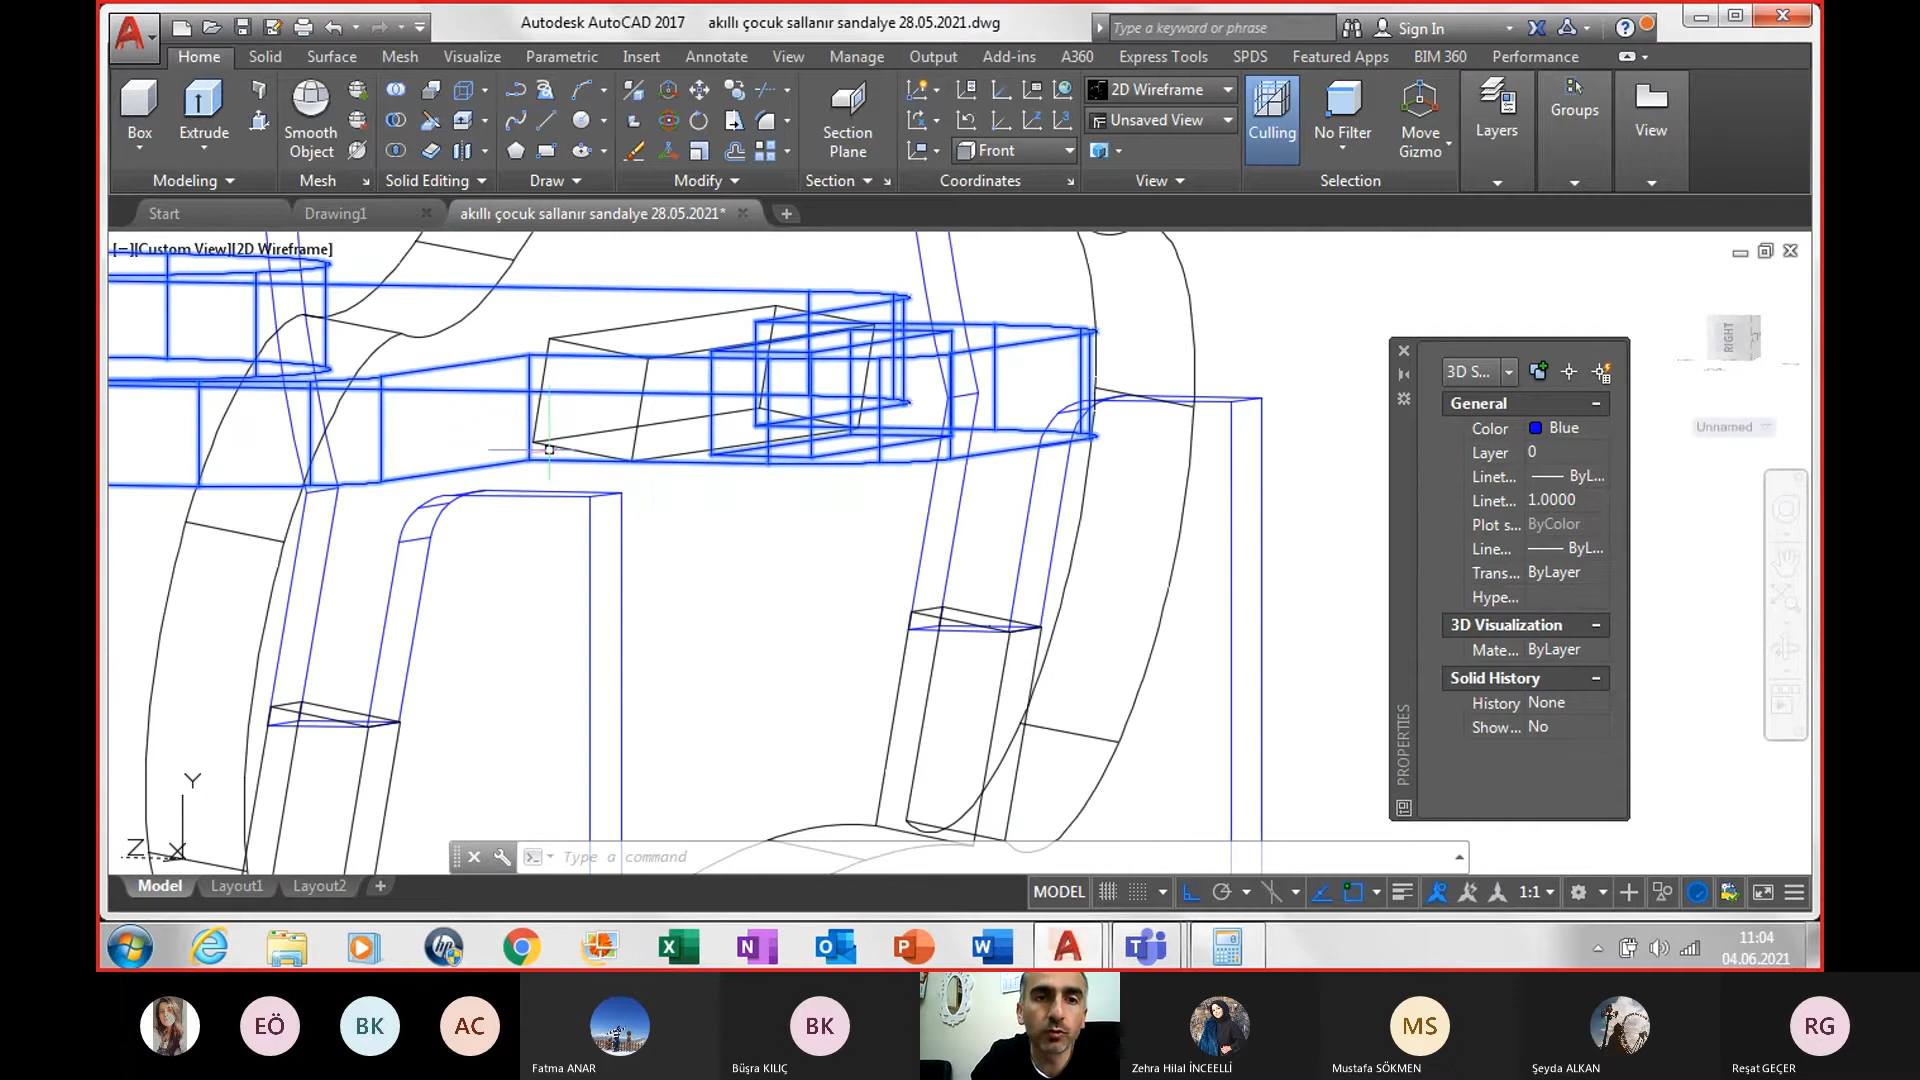 Autodesk AutoCAD 2017 akıllı çocuk sallanır sandalye 28.05.2021.dwg
Type a keyword or phrase
Sign In
Home Solid Surface Mesh Visualize Parametric Insert Annotate View Manage Output Add-ins A360 Express Tools SPDS Featured Apps BIM 360 Performance
Box
Extrude
Smooth Object
Section Plane
2D Wireframe
Unsaved View
Front
Culling
No Filter
Move Gizmo
Layers
Groups
View
Modeling Mesh Solid Editing Draw Modify Section Coordinates View Selection
Start Drawing1 akıllı çocuk sallanır sandalye 28.05.2021*
[−][Custom View][2D Wireframe]
RIGHT
Unnamed
3D S...
General
Color Blue
Layer 0
Linet... ByL...
Linet... 1.0000
Plot s... ByColor
Line... ByL...
Trans... ByLayer
Hype...
3D Visualization
Mate... ByLayer
Solid History
History None
Show... No
PROPERTIES
Y
Z X
Type a command
Model Layout1 Layout2
MODEL 1:1
11:04
04.06.2021
EÖ BK AC BK MS RG
Fatma ANAR Büşra KILIÇ Zehra Hilal İNCEELLİ Mustafa SÖKMEN Şeyda ALKAN Reşat GEÇER